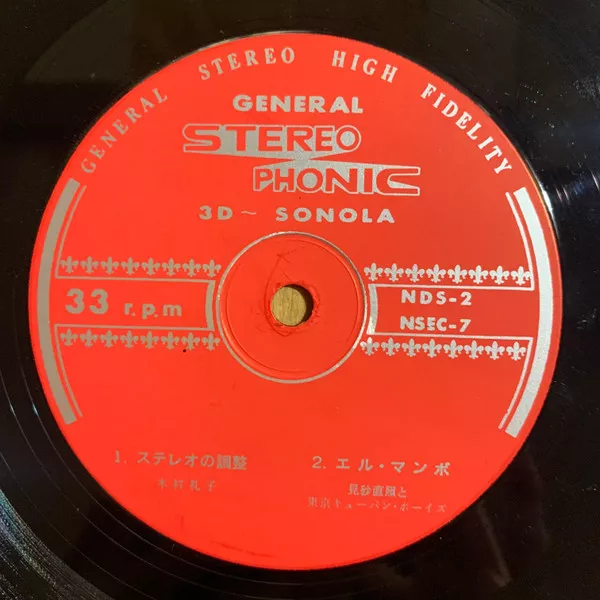 GENERAL STEREO HIGH FIDELITY
GENERAL
STEREO
PHONIC
3D ~ SONOLA
33 r.p.m
NDS-2
NSEC-7
1. ステレオの調整
木村礼子
2. エル・マンボ
見砂直照と
東京キューバン・ボーイズ